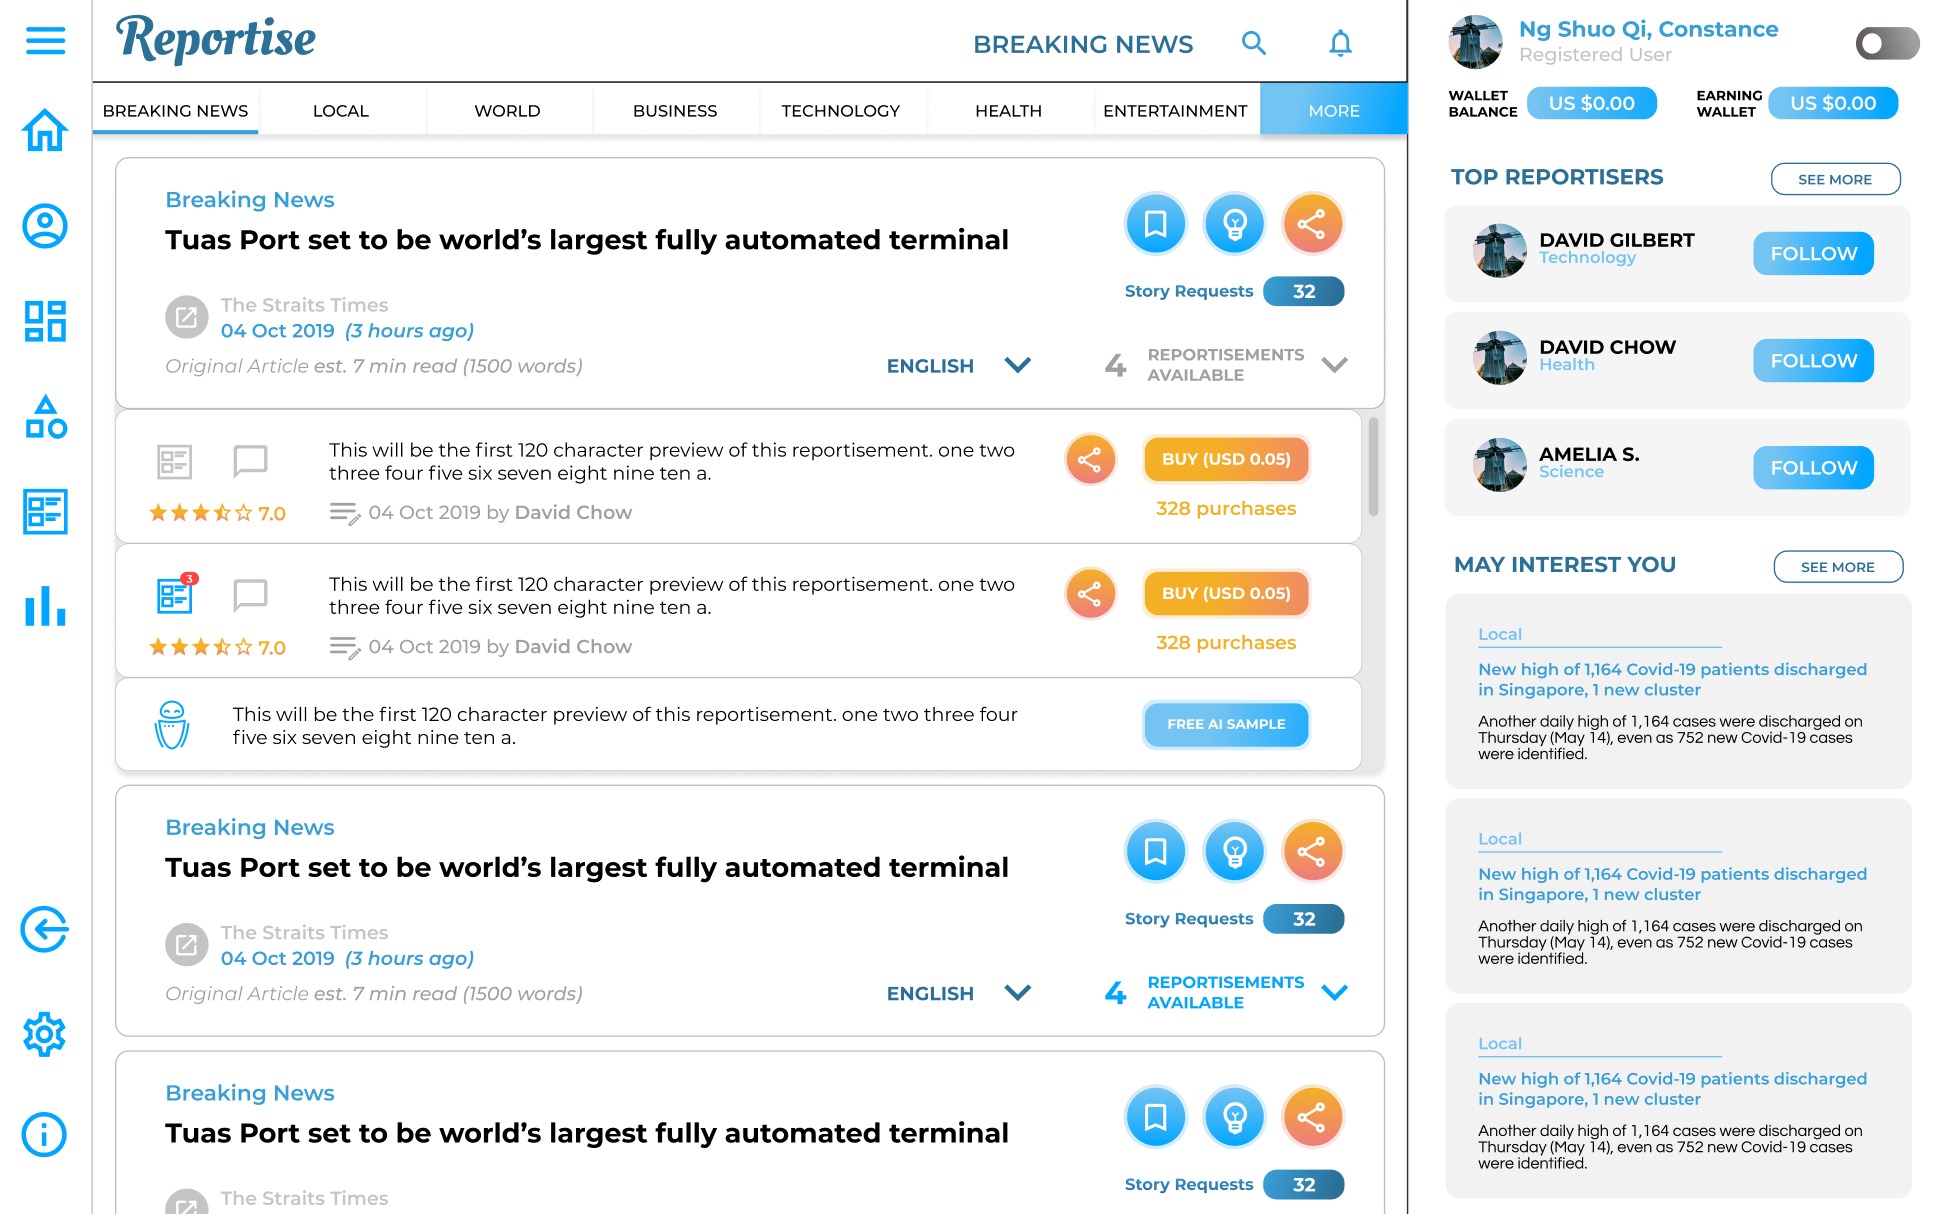 Reportise
BREAKING NEWS
BREAKING NEWS
LOCAL
WORLD
BUSINESS
TECHNOLOGY
HEALTH
ENTERTAINMENT
MORE
Breaking News
Tuas Port set to be world’s largest fully automated terminal
Story Requests 32
The Straits Times
04 Oct 2019 (3 hours ago)
Original Article est. 7 min read (1500 words)
ENGLISH
4 REPORTISEMENTS
AVAILABLE
This will be the first 120 character preview of this reportisement. one two
three four five six seven eight nine ten a.
7.0
04 Oct 2019 by David Chow
BUY (USD 0.05)
328 purchases
3
This will be the first 120 character preview of this reportisement. one two
three four five six seven eight nine ten a.
7.0
04 Oct 2019 by David Chow
BUY (USD 0.05)
328 purchases
This will be the first 120 character preview of this reportisement. one two three four
five six seven eight nine ten a.
FREE AI SAMPLE
Breaking News
Tuas Port set to be world’s largest fully automated terminal
Story Requests 32
The Straits Times
04 Oct 2019 (3 hours ago)
Original Article est. 7 min read (1500 words)
ENGLISH
4 REPORTISEMENTS
AVAILABLE
Breaking News
Tuas Port set to be world’s largest fully automated terminal
Story Requests 32
The Straits Times
Ng Shuo Qi, Constance
Registered User
WALLET
BALANCE
US $0.00
EARNING
WALLET
US $0.00
TOP REPORTISERS
SEE MORE
DAVID GILBERT
Technology
FOLLOW
DAVID CHOW
Health
FOLLOW
AMELIA S.
Science
FOLLOW
MAY INTEREST YOU
SEE MORE
Local
New high of 1,164 Covid-19 patients discharged
in Singapore, 1 new cluster
Another daily high of 1,164 cases were discharged on
Thursday (May 14), even as 752 new Covid-19 cases
were identified.
Local
New high of 1,164 Covid-19 patients discharged
in Singapore, 1 new cluster
Another daily high of 1,164 cases were discharged on
Thursday (May 14), even as 752 new Covid-19 cases
were identified.
Local
New high of 1,164 Covid-19 patients discharged
in Singapore, 1 new cluster
Another daily high of 1,164 cases were discharged on
Thursday (May 14), even as 752 new Covid-19 cases
were identified.